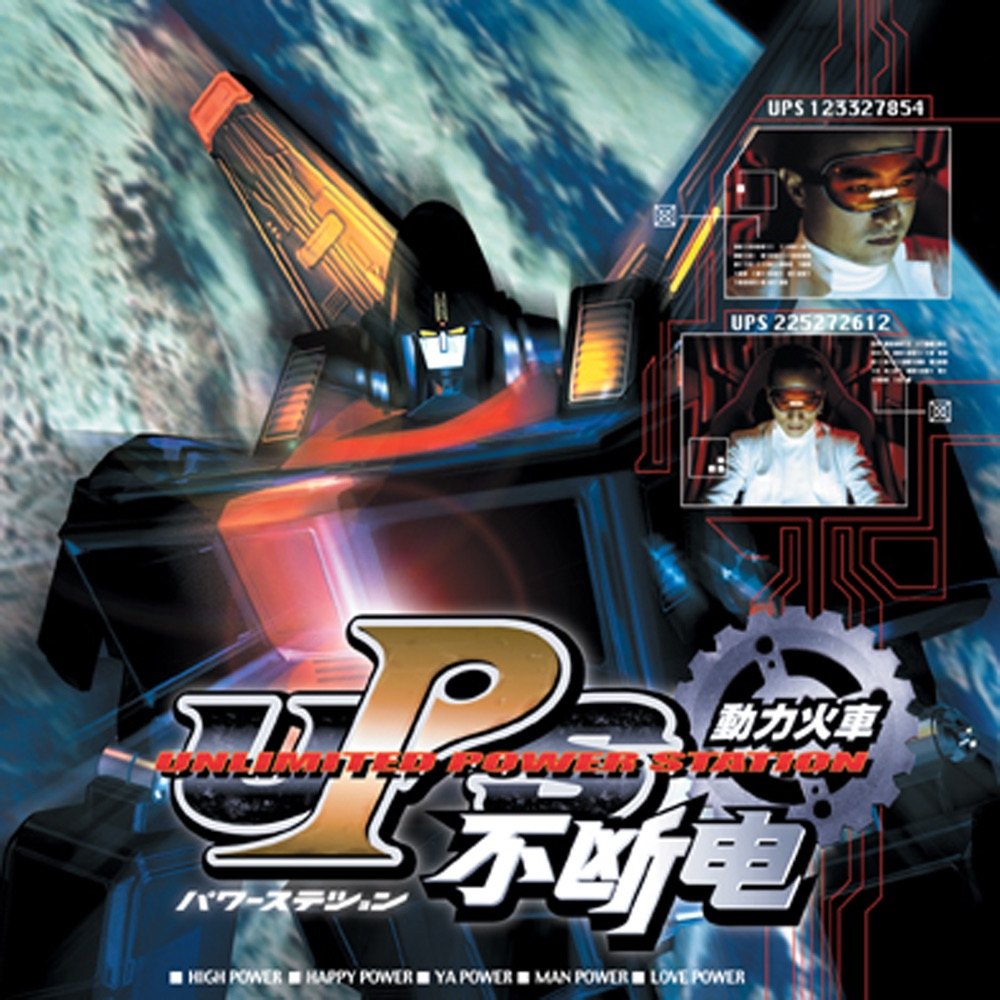 UPS 123327854
UPS 225272612
UPS
動力火車
UNLIMITED POWER STATION
不断电
パワーステション
■ HIGH POWER ■ HAPPY POWER ■ YA POWER ■ MAN POWER ■ LOVE POWER